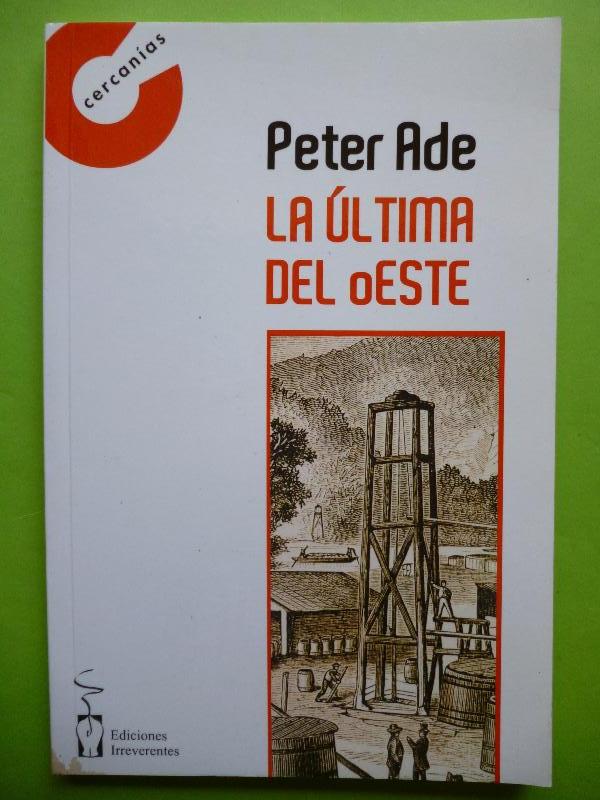 cercanías
Peter Ade
LA ÚLTIMA
DEL oESTE
Ediciones
Irreverentes